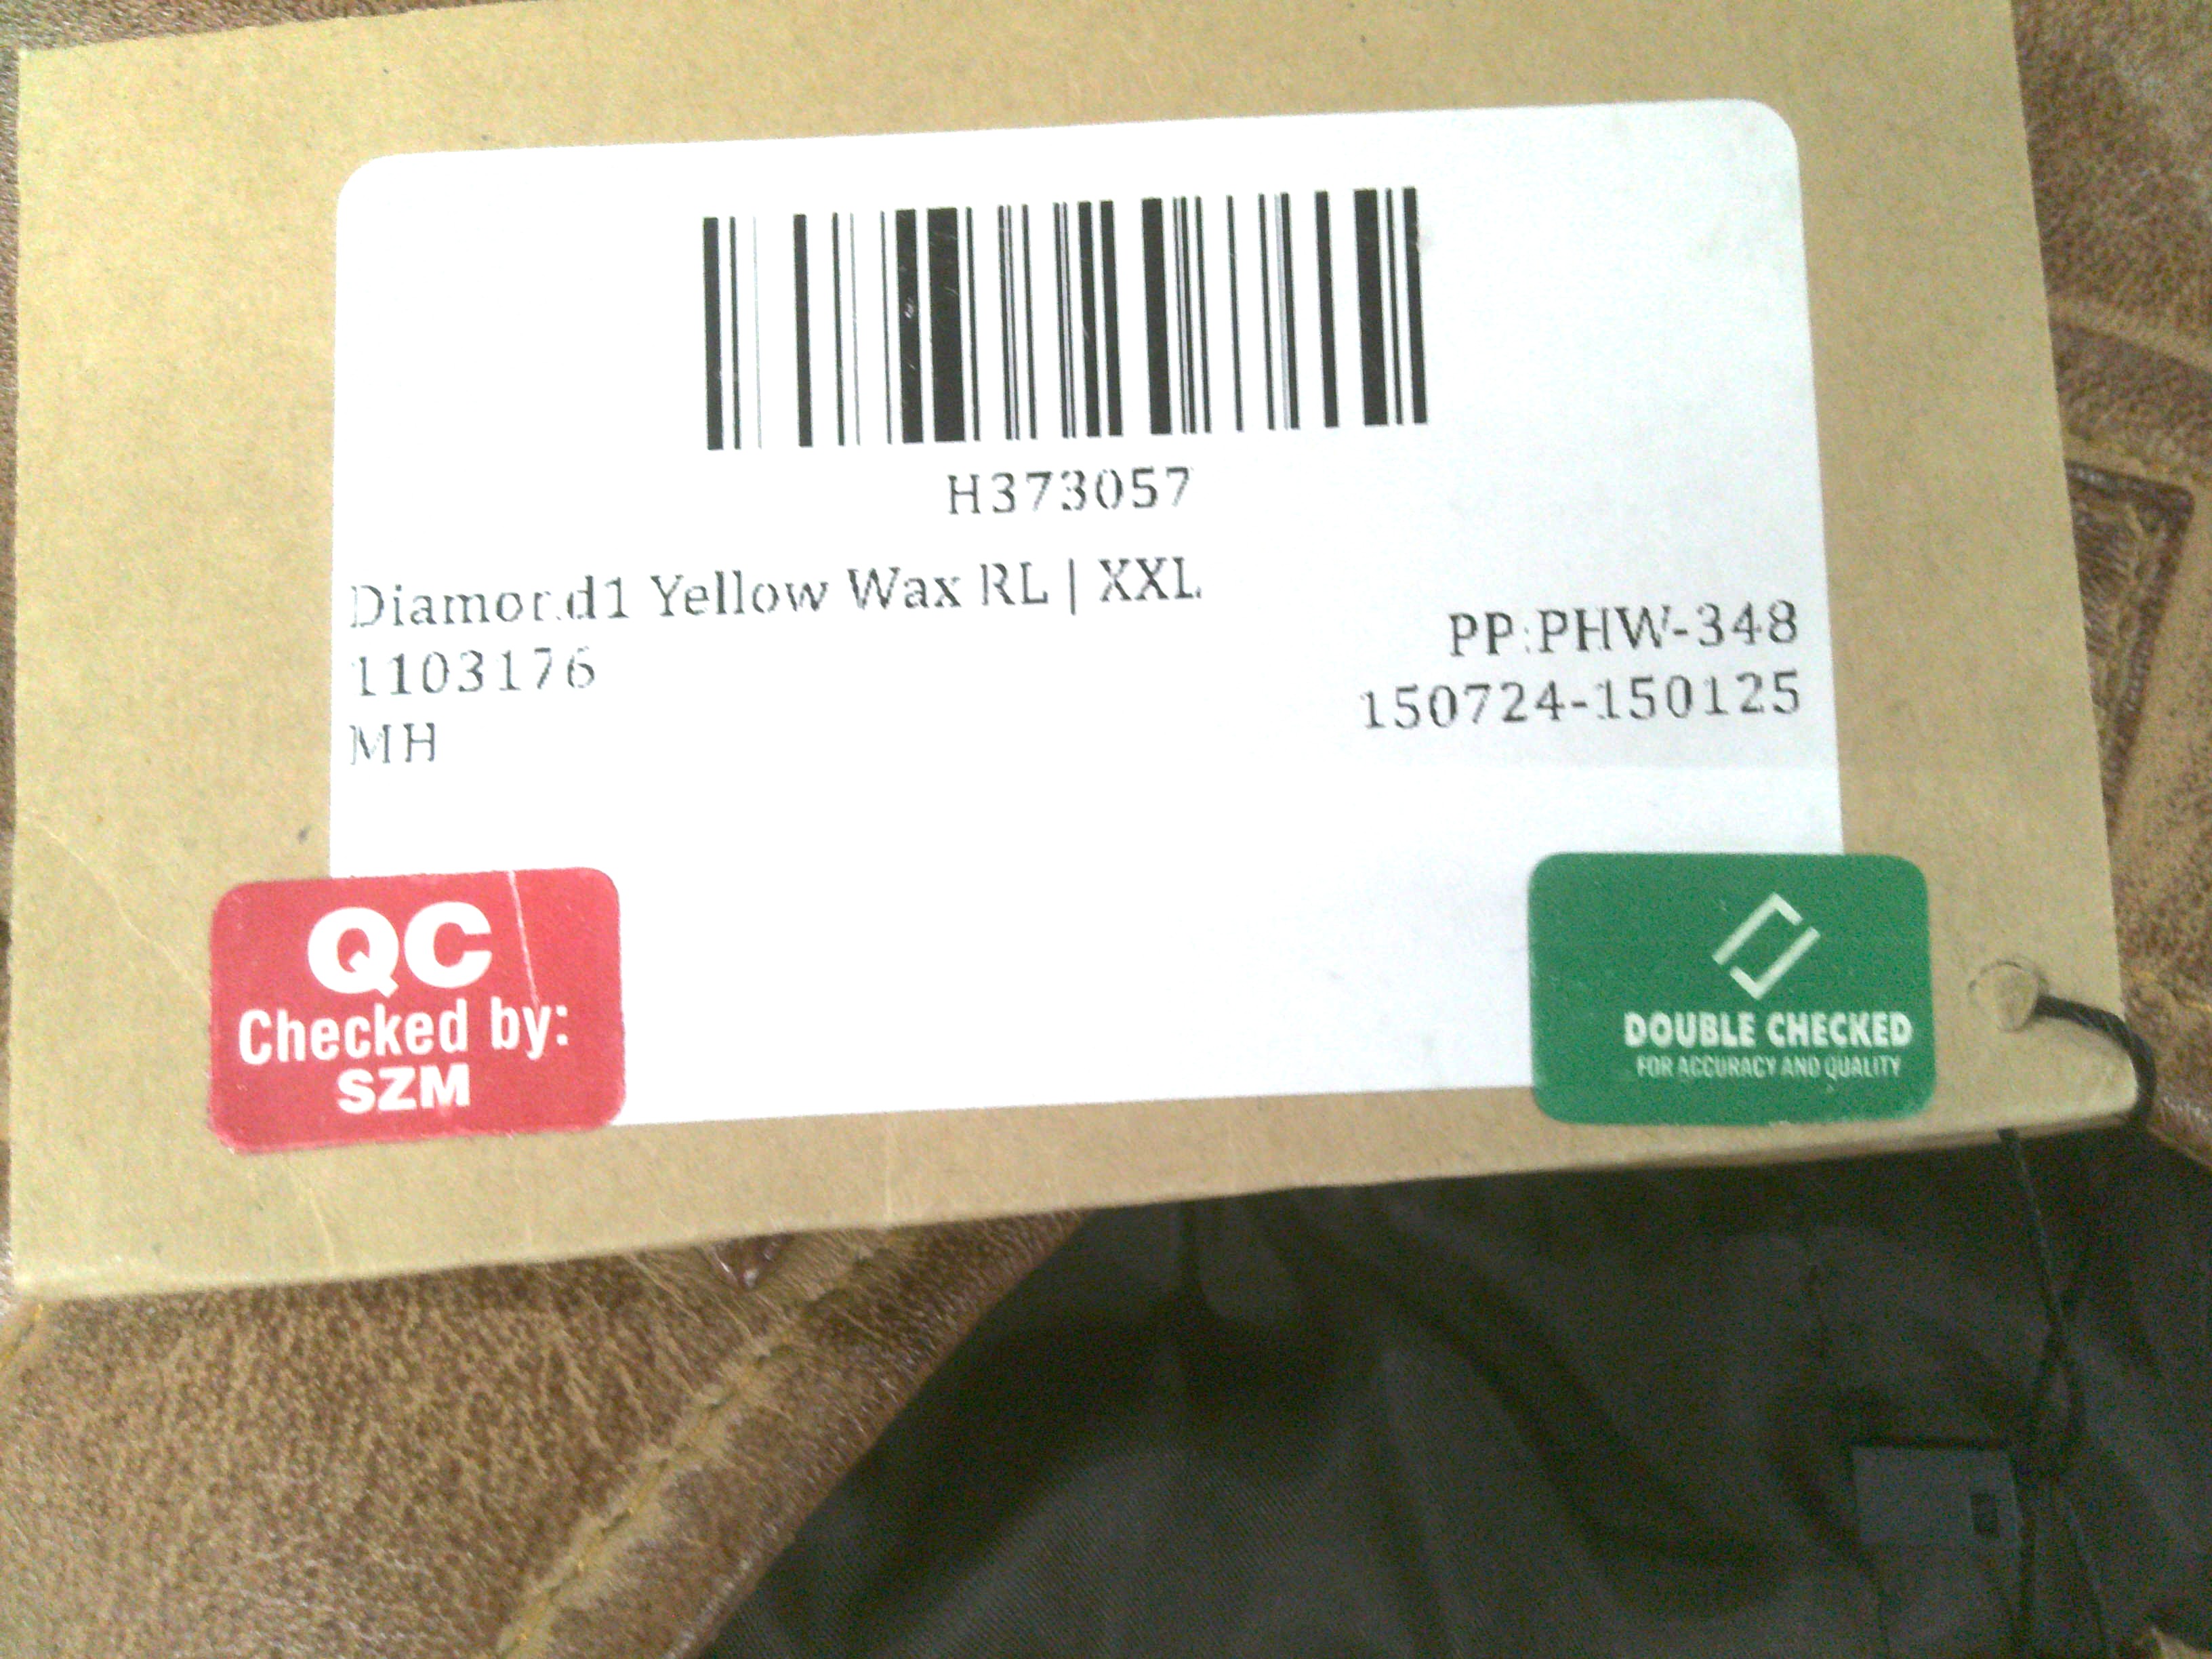 H373057
Diamond1 Yellow Wax RL | XXL
1103176
MH
PP:PHW-348
150724-150125
QC
Checked by:
SZM
DOUBLE CHECKED
FOR ACCURACY AND QUALITY